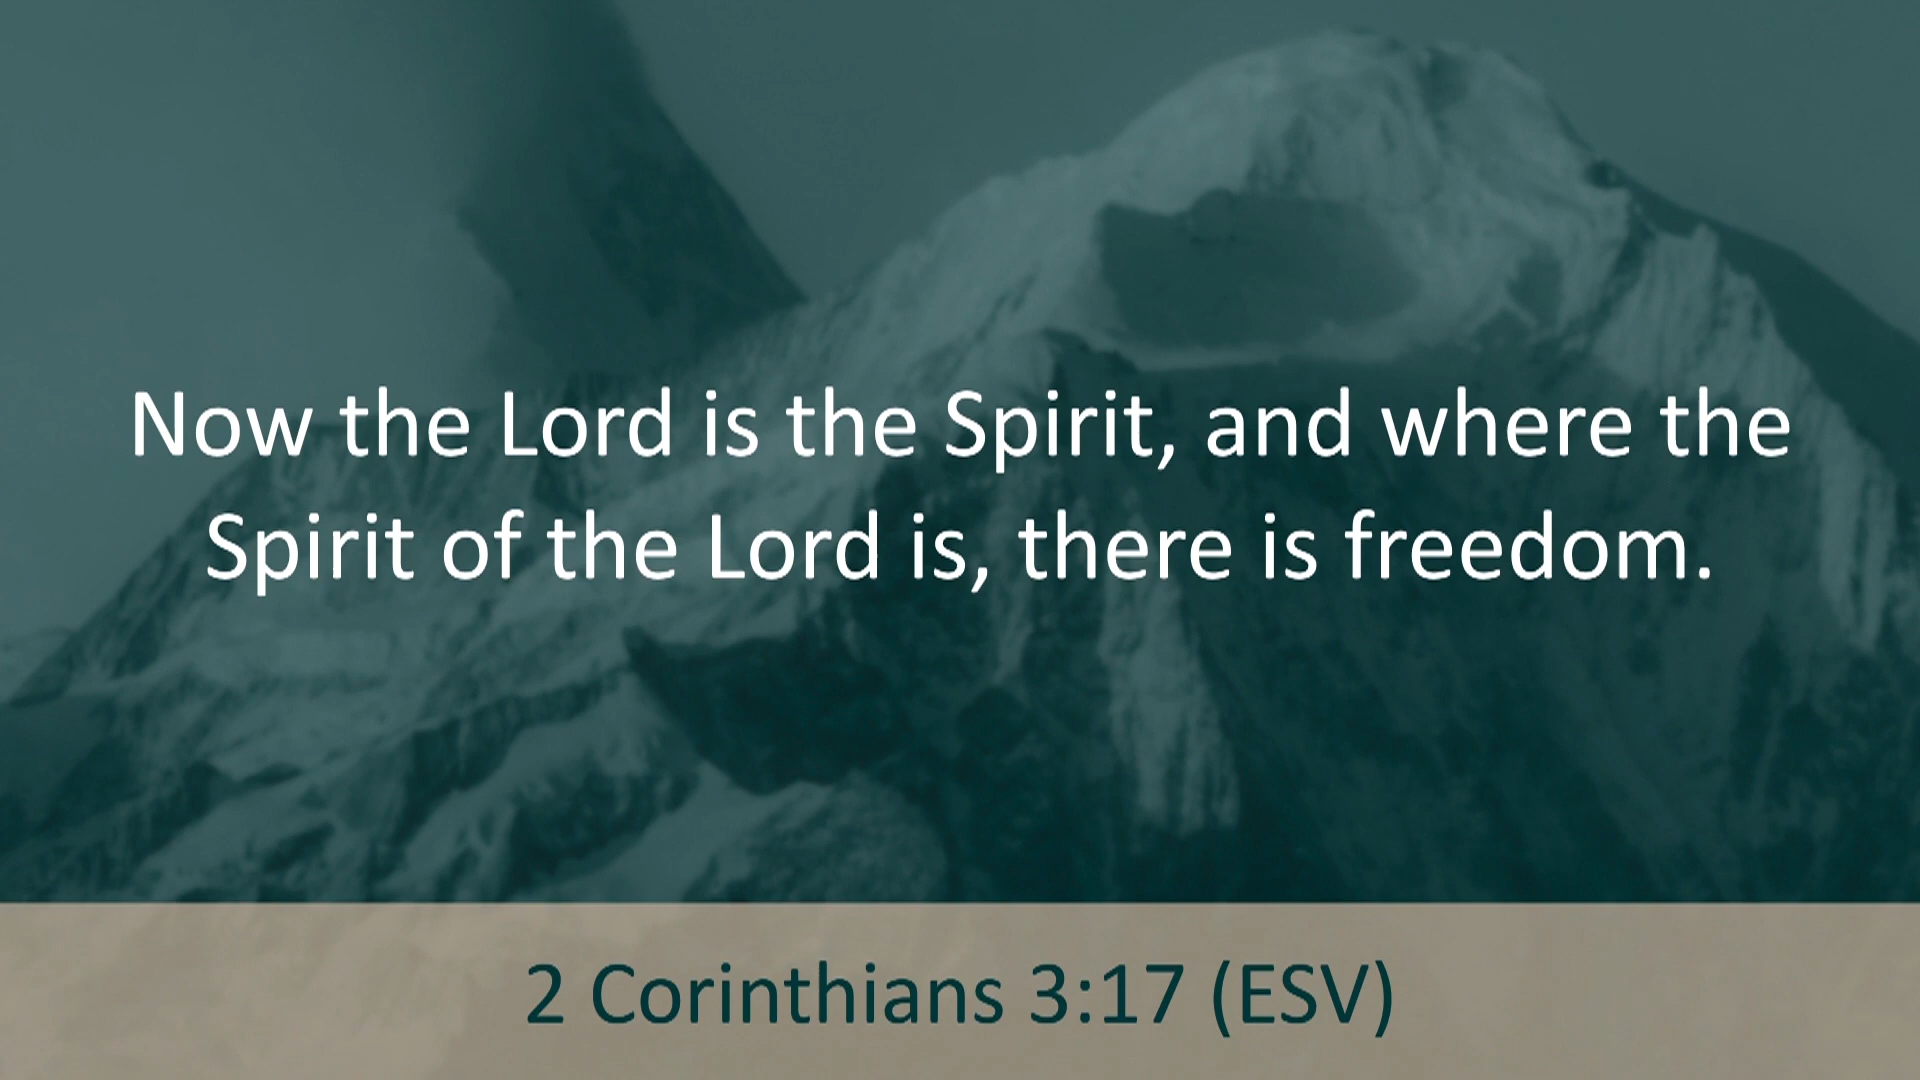 Now the Lord is the Spirit, and where the
Spirit of the Lord is, there is freedom.
2 Corinthians 3:17 (ESV)